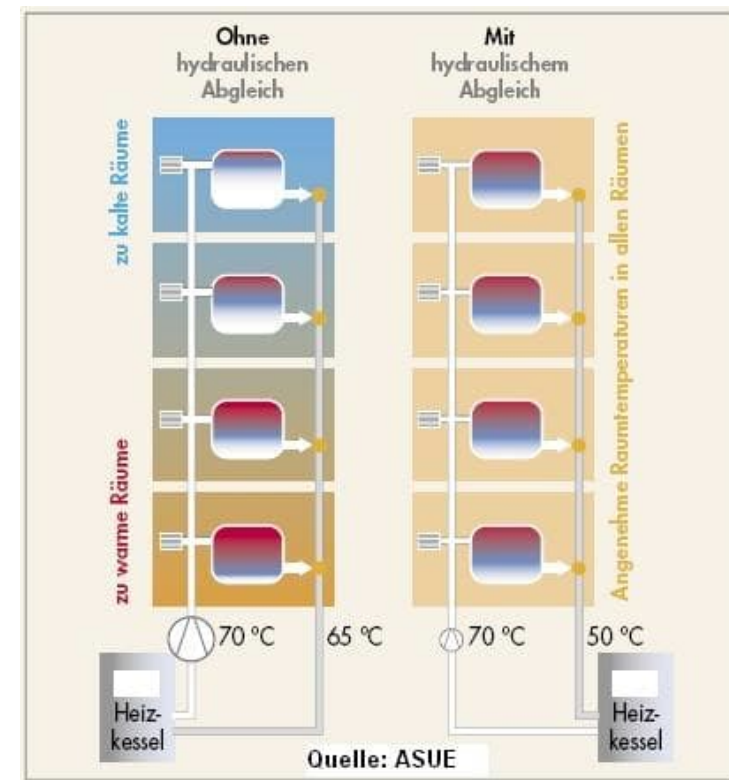 Ohne
hydraulischen
Abgleich
Mit
hydraulischem
Abgleich
zu kalte Räume
zu warme Räume
Angenehme Raumtemperaturen in allen Räumen
70 °C
65 °C
70 °C
50 °C
Heiz-
kessel
Heiz-
kessel
Quelle: ASUE